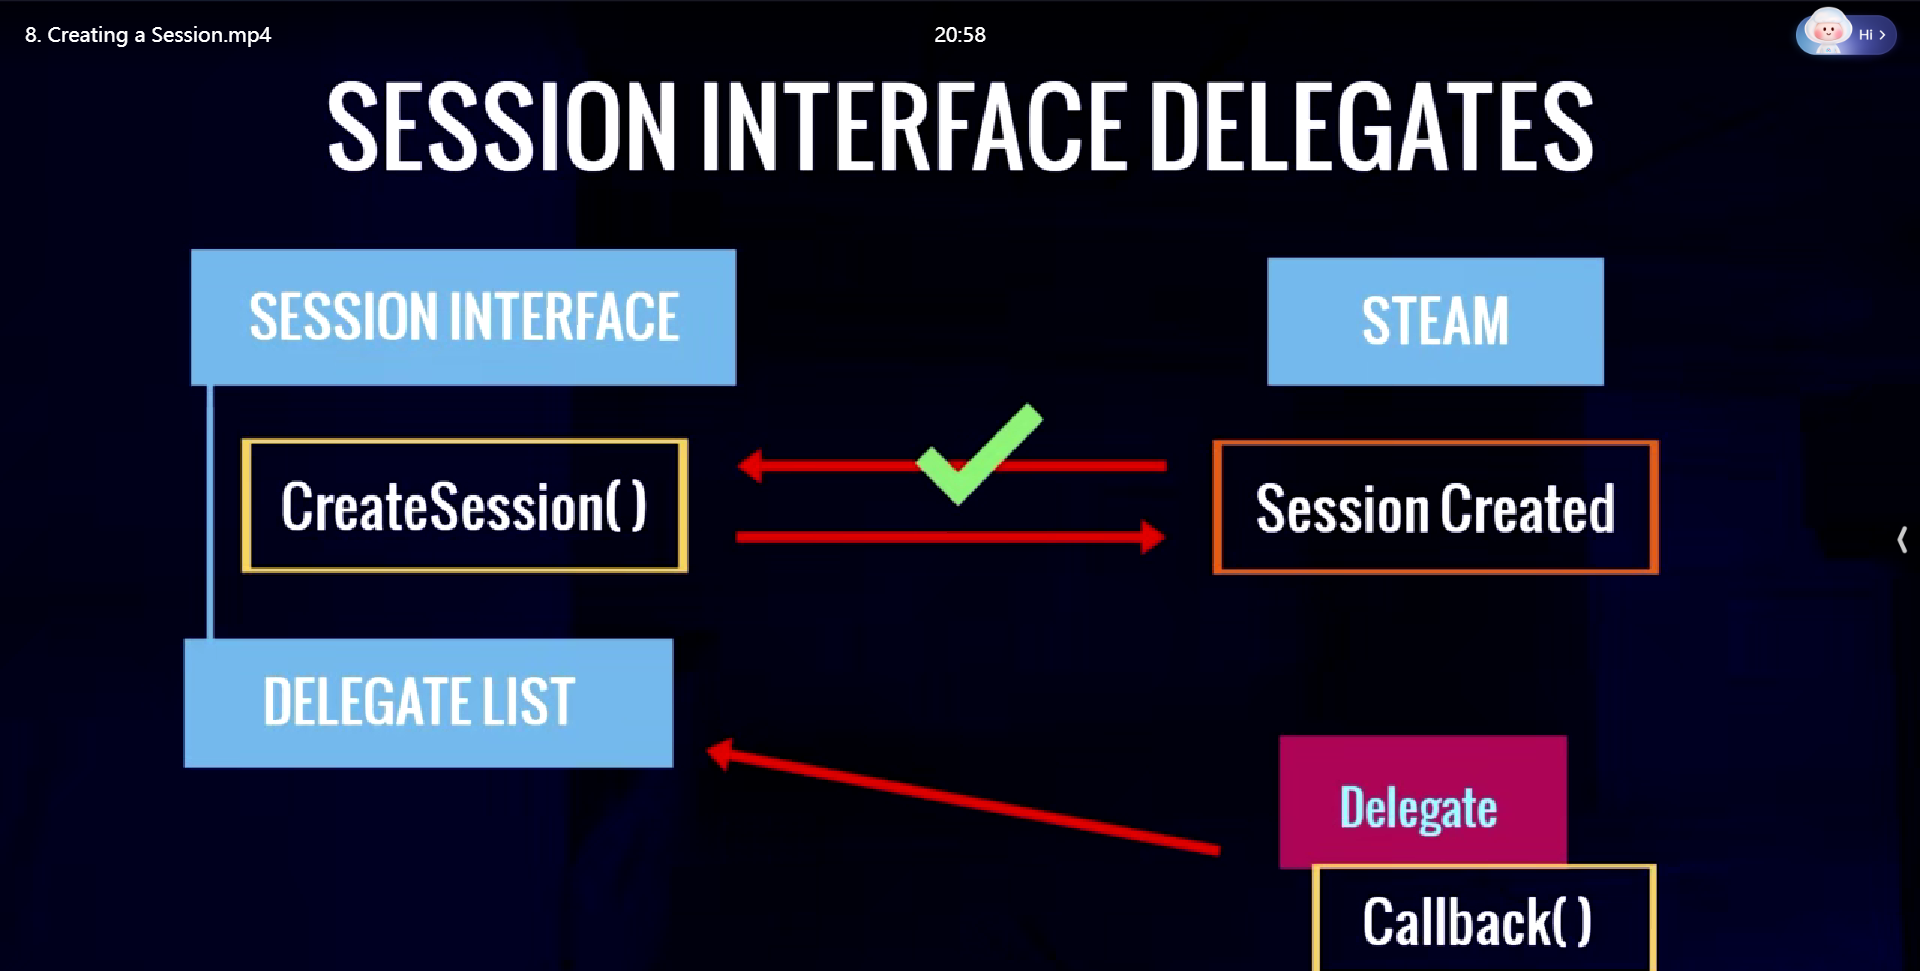 8. Creating a Session.mp4
20:58
Hi >
SESSION INTERFACE DELEGATES
SESSION INTERFACE
STEAM
CreateSession( )
Session Created
DELEGATE LIST
Delegate
Callback( )